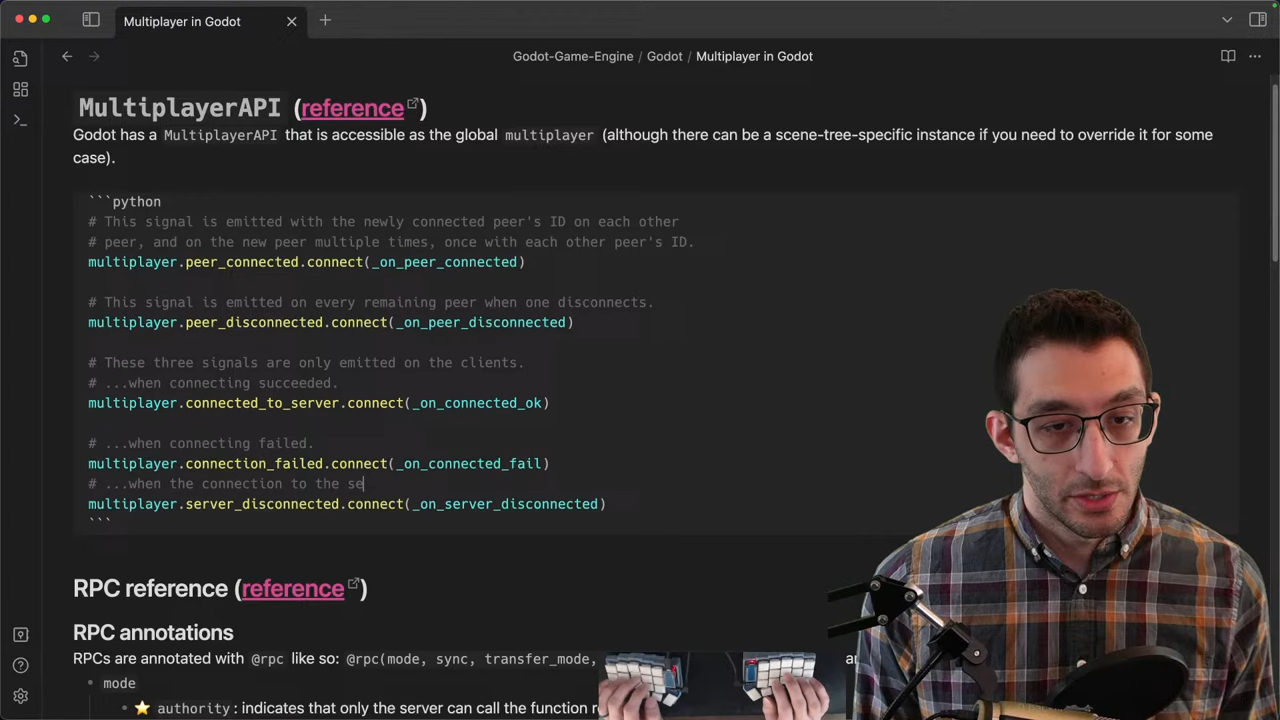 Multiplayer in Godot
Godot-Game-Engine / Godot / Multiplayer in Godot
MultiplayerAPI (reference)
Godot has a MultiplayerAPI that is accessible as the global multiplayer (although there can be a scene-tree-specific instance if you need to override it for some
case).
```python
# This signal is emitted with the newly connected peer's ID on each other
# peer, and on the new peer multiple times, once with each other peer's ID.
multiplayer.peer_connected.connect(_on_peer_connected)
# This signal is emitted on every remaining peer when one disconnects.
multiplayer.peer_disconnected.connect(_on_peer_disconnected)
# These three signals are only emitted on the clients.
# ...when connecting succeeded.
multiplayer.connected_to_server.connect(_on_connected_ok)
# ...when connecting failed.
multiplayer.connection_failed.connect(_on_connected_fail)
# ...when the connection to the se
multiplayer.server_disconnected.connect(_on_server_disconnected)
```
RPC reference (reference)
RPC annotations
RPCs are annotated with @rpc like so: @rpc(mode, sync, transfer_mode,
mode
authority: indicates that only the server can call the function